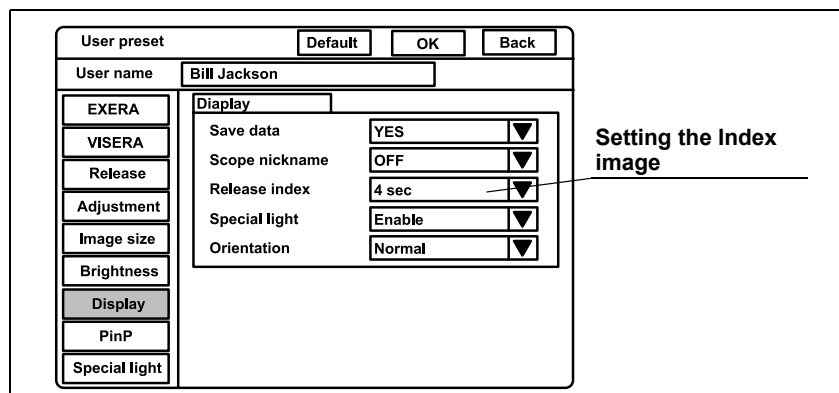 User preset Default OK Back
User name Bill Jackson
EXERA
VISERA
Release
Adjustment
Image size
Brightness
Display
PinP
Special light
Diaplay
Save data YES
Scope nickname OFF
Release index 4 sec
Special light Enable
Orientation Normal
Setting the Index
image